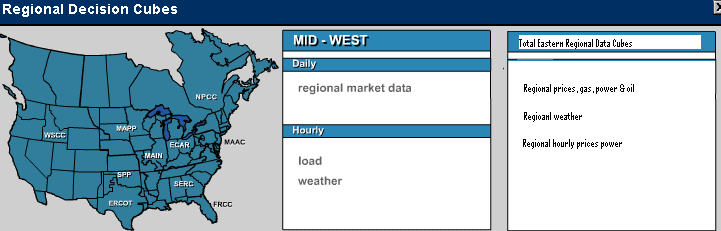 Regional Decision Cubes
NPCC
WSCC
MAPP
MAAC
ECAR
MAIN
SPP
SERC
ERCOT
FRCC
MID - WEST
Daily
regional market data
Hourly
load
weather
Total Eastern Regional Data Cubes
Regional prices, gas, power & oil
Regioanl weather
Regional hourly prices power